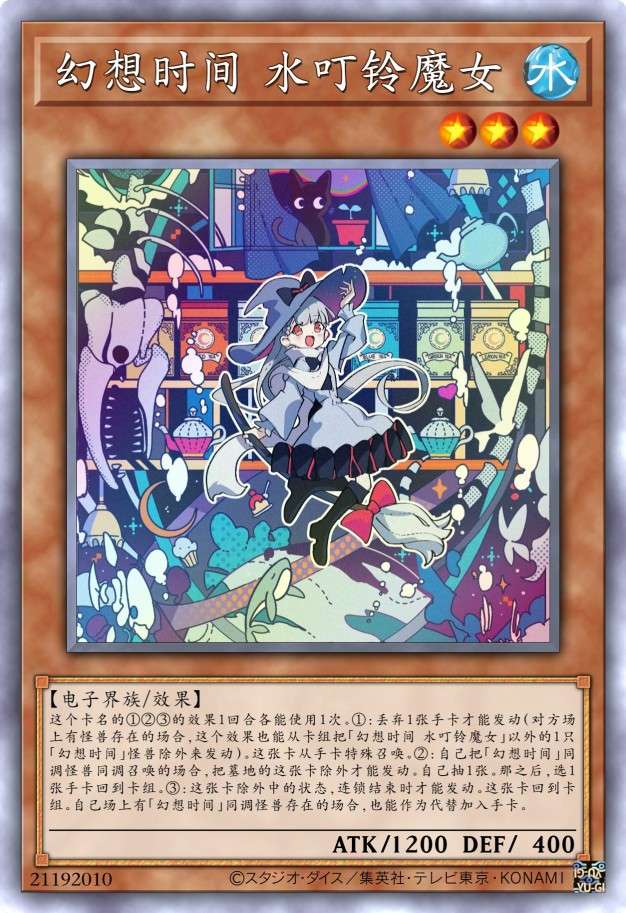 幻想时间 水叮铃魔女
水
【电子界族/效果】
这个卡名的①②③的效果1回合各能使用1次。①:丢弃1张手卡才能发动(对方场
上有怪兽存在的场合,这个效果也能从卡组把「幻想时间 水叮铃魔女」以外的1只
「幻想时间」怪兽除外来发动)。这张卡从手卡特殊召唤。②:自己把「幻想时间」同
调怪兽同调召唤的场合,把墓地的这张卡除外才能发动。自己抽1张。那之后,选1
张手卡回到卡组。③:这张卡除外中的状态,连锁结束时才能发动。这张卡回到卡
组。自己场上有「幻想时间」同调怪兽存在的场合,也能作为代替加入手卡。
ATK/1200 DEF/ 400
21192010 ©スタジオ・ダイス/集英社・テレビ東京・KONAMI